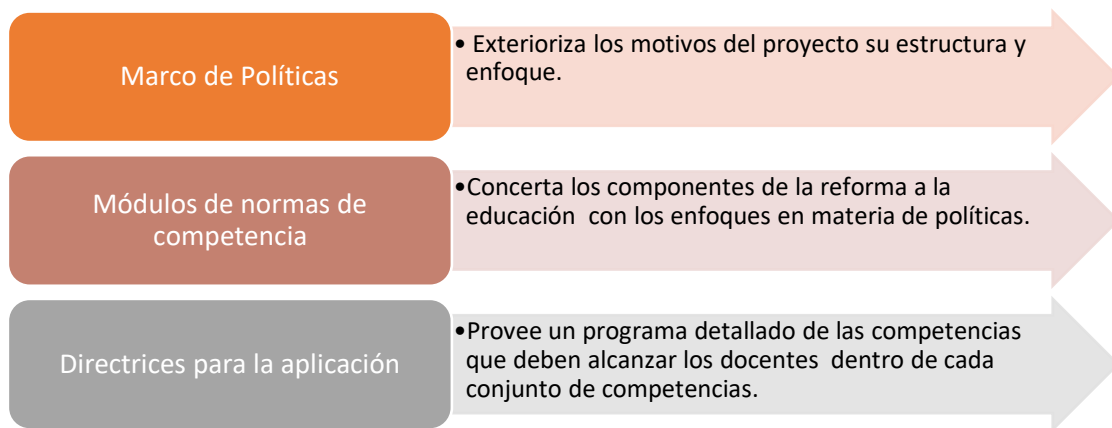 Marco de Políticas
• Exterioriza los motivos del proyecto su estructura y
enfoque.
Módulos de normas de
competencia
•Concerta los componentes de la reforma a la
educación  con los enfoques en materia de políticas.
Directrices para la aplicación
•Provee un programa detallado de las competencias
que deben alcanzar los docentes  dentro de cada
conjunto de competencias.